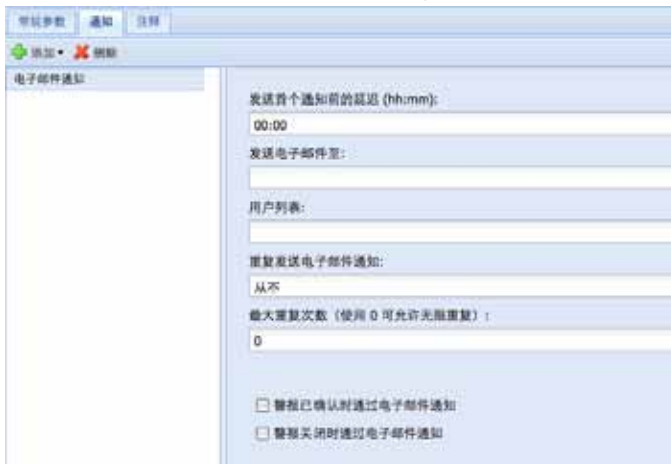 警报参数 通知 注释
添加 删除
电子邮件通知
发送首个通知前的延迟 (hh:mm):
00:00
发送电子邮件至:
用户列表:
重复发送电子邮件通知:
从不
最大重复次数（使用 0 可允许无限重复）:
0
警报已确认时通过电子邮件通知
警报关闭时通过电子邮件通知